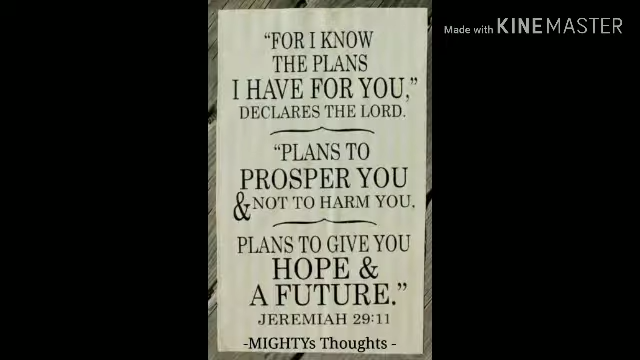 Made with KINEMASTER
“FOR I KNOW
THE PLANS
I HAVE FOR YOU,”
DECLARES THE LORD.
“PLANS TO
PROSPER YOU
& NOT TO HARM YOU,
PLANS TO GIVE YOU
HOPE &
A FUTURE.”
JEREMIAH 29:11
-MIGHTYs Thoughts -